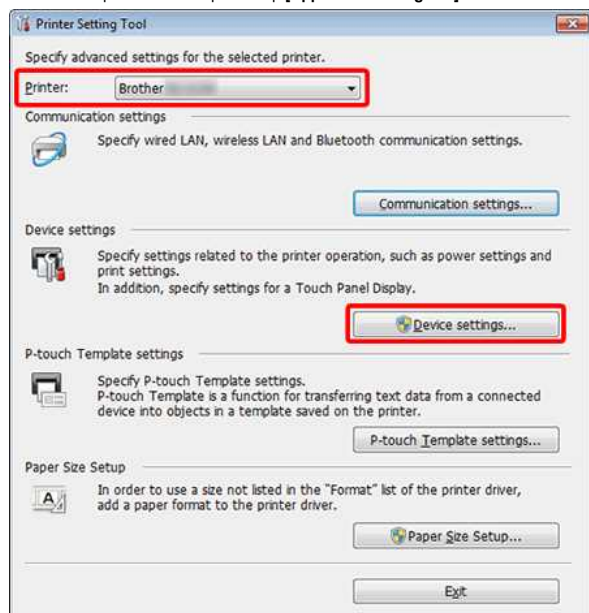 Printer Setting Tool
Specify advanced settings for the selected printer.
Printer: Brother
Communication settings
Specify wired LAN, wireless LAN and Bluetooth communication settings.
Communication settings...
Device settings
Specify settings related to the printer operation, such as power settings and
print settings.
In addition, specify settings for a Touch Panel Display.
Device settings...
P-touch Template settings
Specify P-touch Template settings.
P-touch Template is a function for transferring text data from a connected
device into objects in a template saved on the printer.
P-touch Template settings...
Paper Size Setup
In order to use a size not listed in the "Format" list of the printer driver,
add a paper format to the printer driver.
A
Paper Size Setup...
Exit